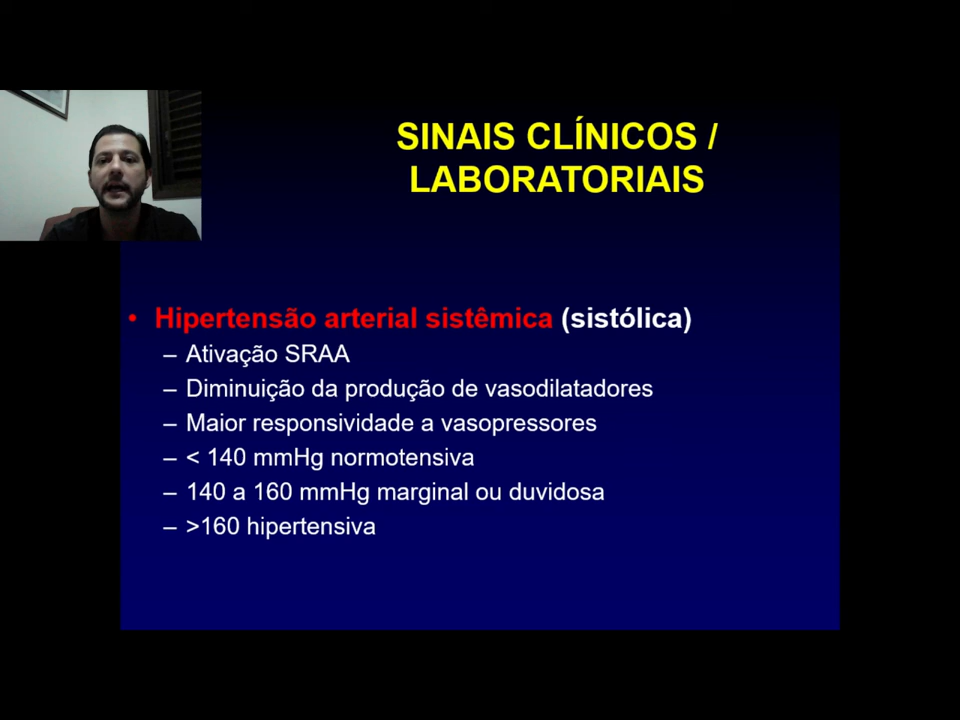 SINAIS CLÍNICOS /
LABORATORIAIS
• Hipertensão arterial sistêmica (sistólica)
– Ativação SRAA
– Diminuição da produção de vasodilatadores
– Maior responsividade a vasopressores
– < 140 mmHg normotensiva
– 140 a 160 mmHg marginal ou duvidosa
– >160 hipertensiva